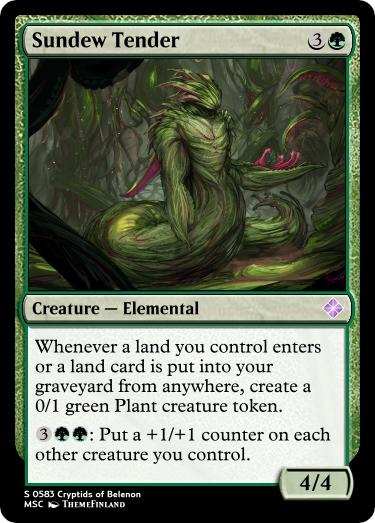 Sundew Tender 3
Creature — Elemental
Whenever a land you control enters
or a land card is put into your
graveyard from anywhere, create a
0/1 green Plant creature token.
3: Put a +1/+1 counter on each
other creature you control.
4/4
S 0583 Cryptids of Belenon
MSC ThemeFinland